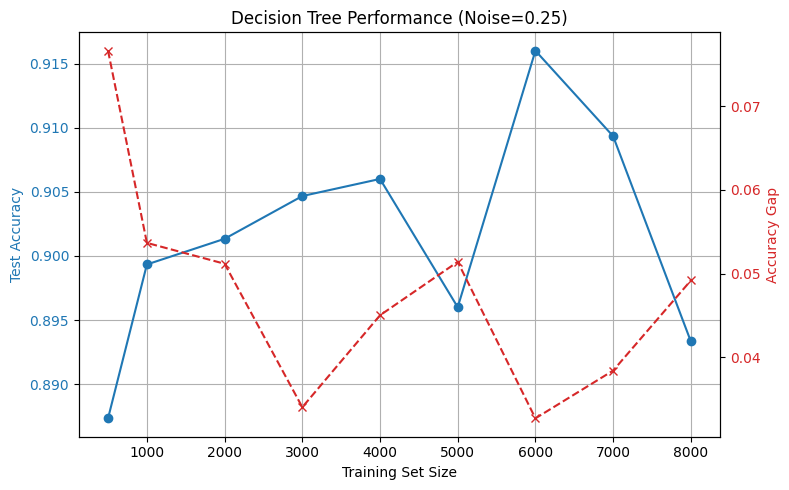 Decision Tree Performance (Noise=0.25)
Test Accuracy
0.915
0.910
0.905
0.900
0.895
0.890
0.07
0.06
0.05
0.04
Accuracy Gap
1000 2000 3000 4000 5000 6000 7000 8000
Training Set Size